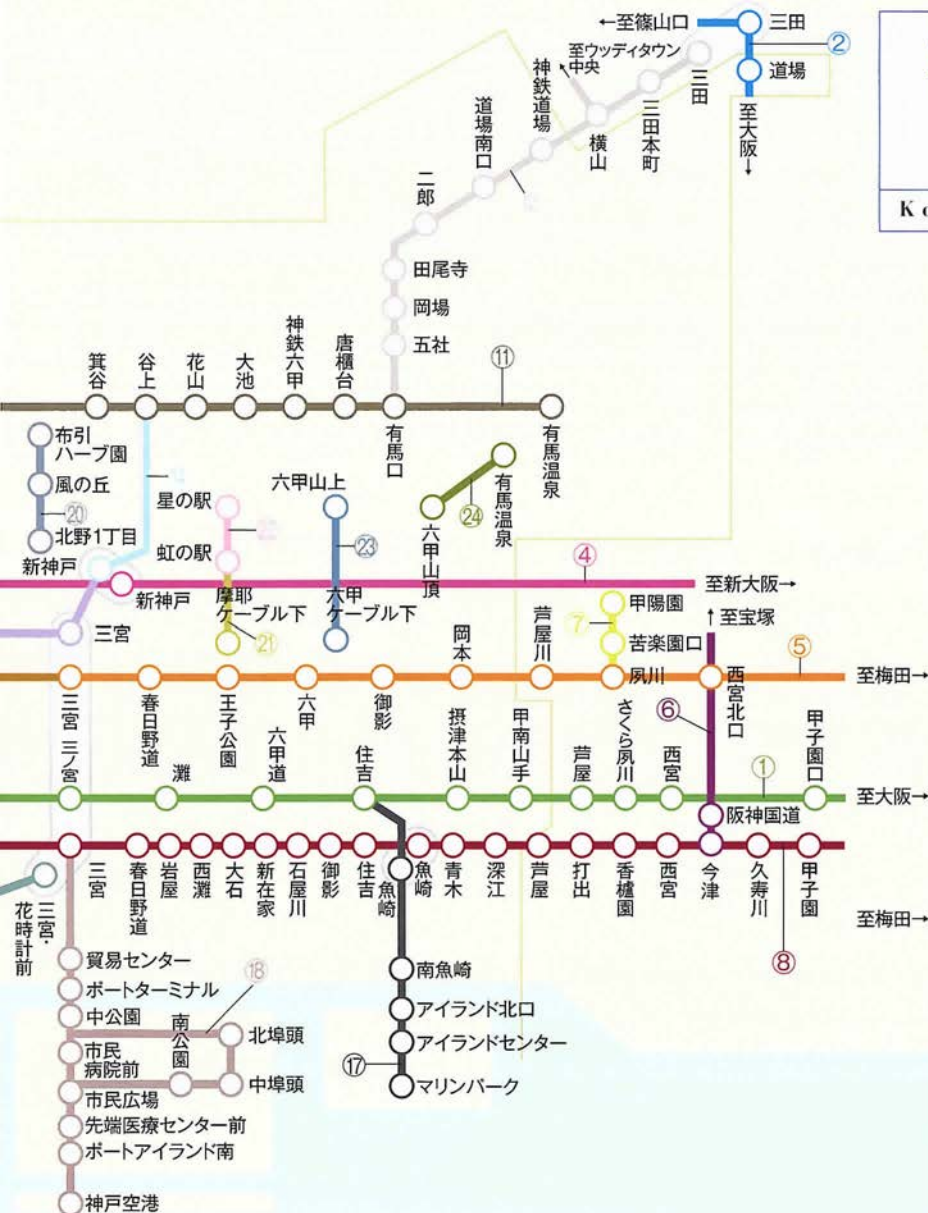 ←至篠山口
三田
②
道場
至大阪→
至ウッディタウン
中央
三田
三田本町
横山
神鉄道場
道場南口
二郎
田尾寺
岡場
五社
箕谷
谷上
花山
大池
神鉄六甲
唐櫃台
有馬口
⑪
有馬温泉
布引
ハーブ園
風の丘
⑳
北野1丁目
星の駅
虹の駅
摩耶
ケーブル下
㉑
六甲山上
㉓
六甲
ケーブル下
有馬温泉
㉔
六甲山頂
新神戸
新神戸
④
至新大阪→
三宮
甲陽園
⑦
苦楽園口
夙川
↑至宝塚
⑤
西宮北口
⑥
至梅田→
三宮
春日野道
王子公園
六甲
御影
岡本
芦屋川
三ノ宮
灘
六甲道
住吉
摂津本山
甲南山手
芦屋
さくら夙川
西宮
①
甲子園口
至大阪→
阪神国道
三宮
春日野道
岩屋
西灘
大石
新在家
石屋川
御影
住吉
魚崎
魚崎
青木
深江
芦屋
打出
香櫨園
西宮
今津
久寿川
甲子園
至梅田→
⑧
三宮・
花時計前
貿易センター
ポートターミナル
⑱
中公園
南公園
北埠頭
市民
病院前
中埠頭
市民広場
先端医療センター前
ポートアイランド南
神戸空港
南魚崎
アイランド北口
アイランドセンター
⑰
マリンパーク